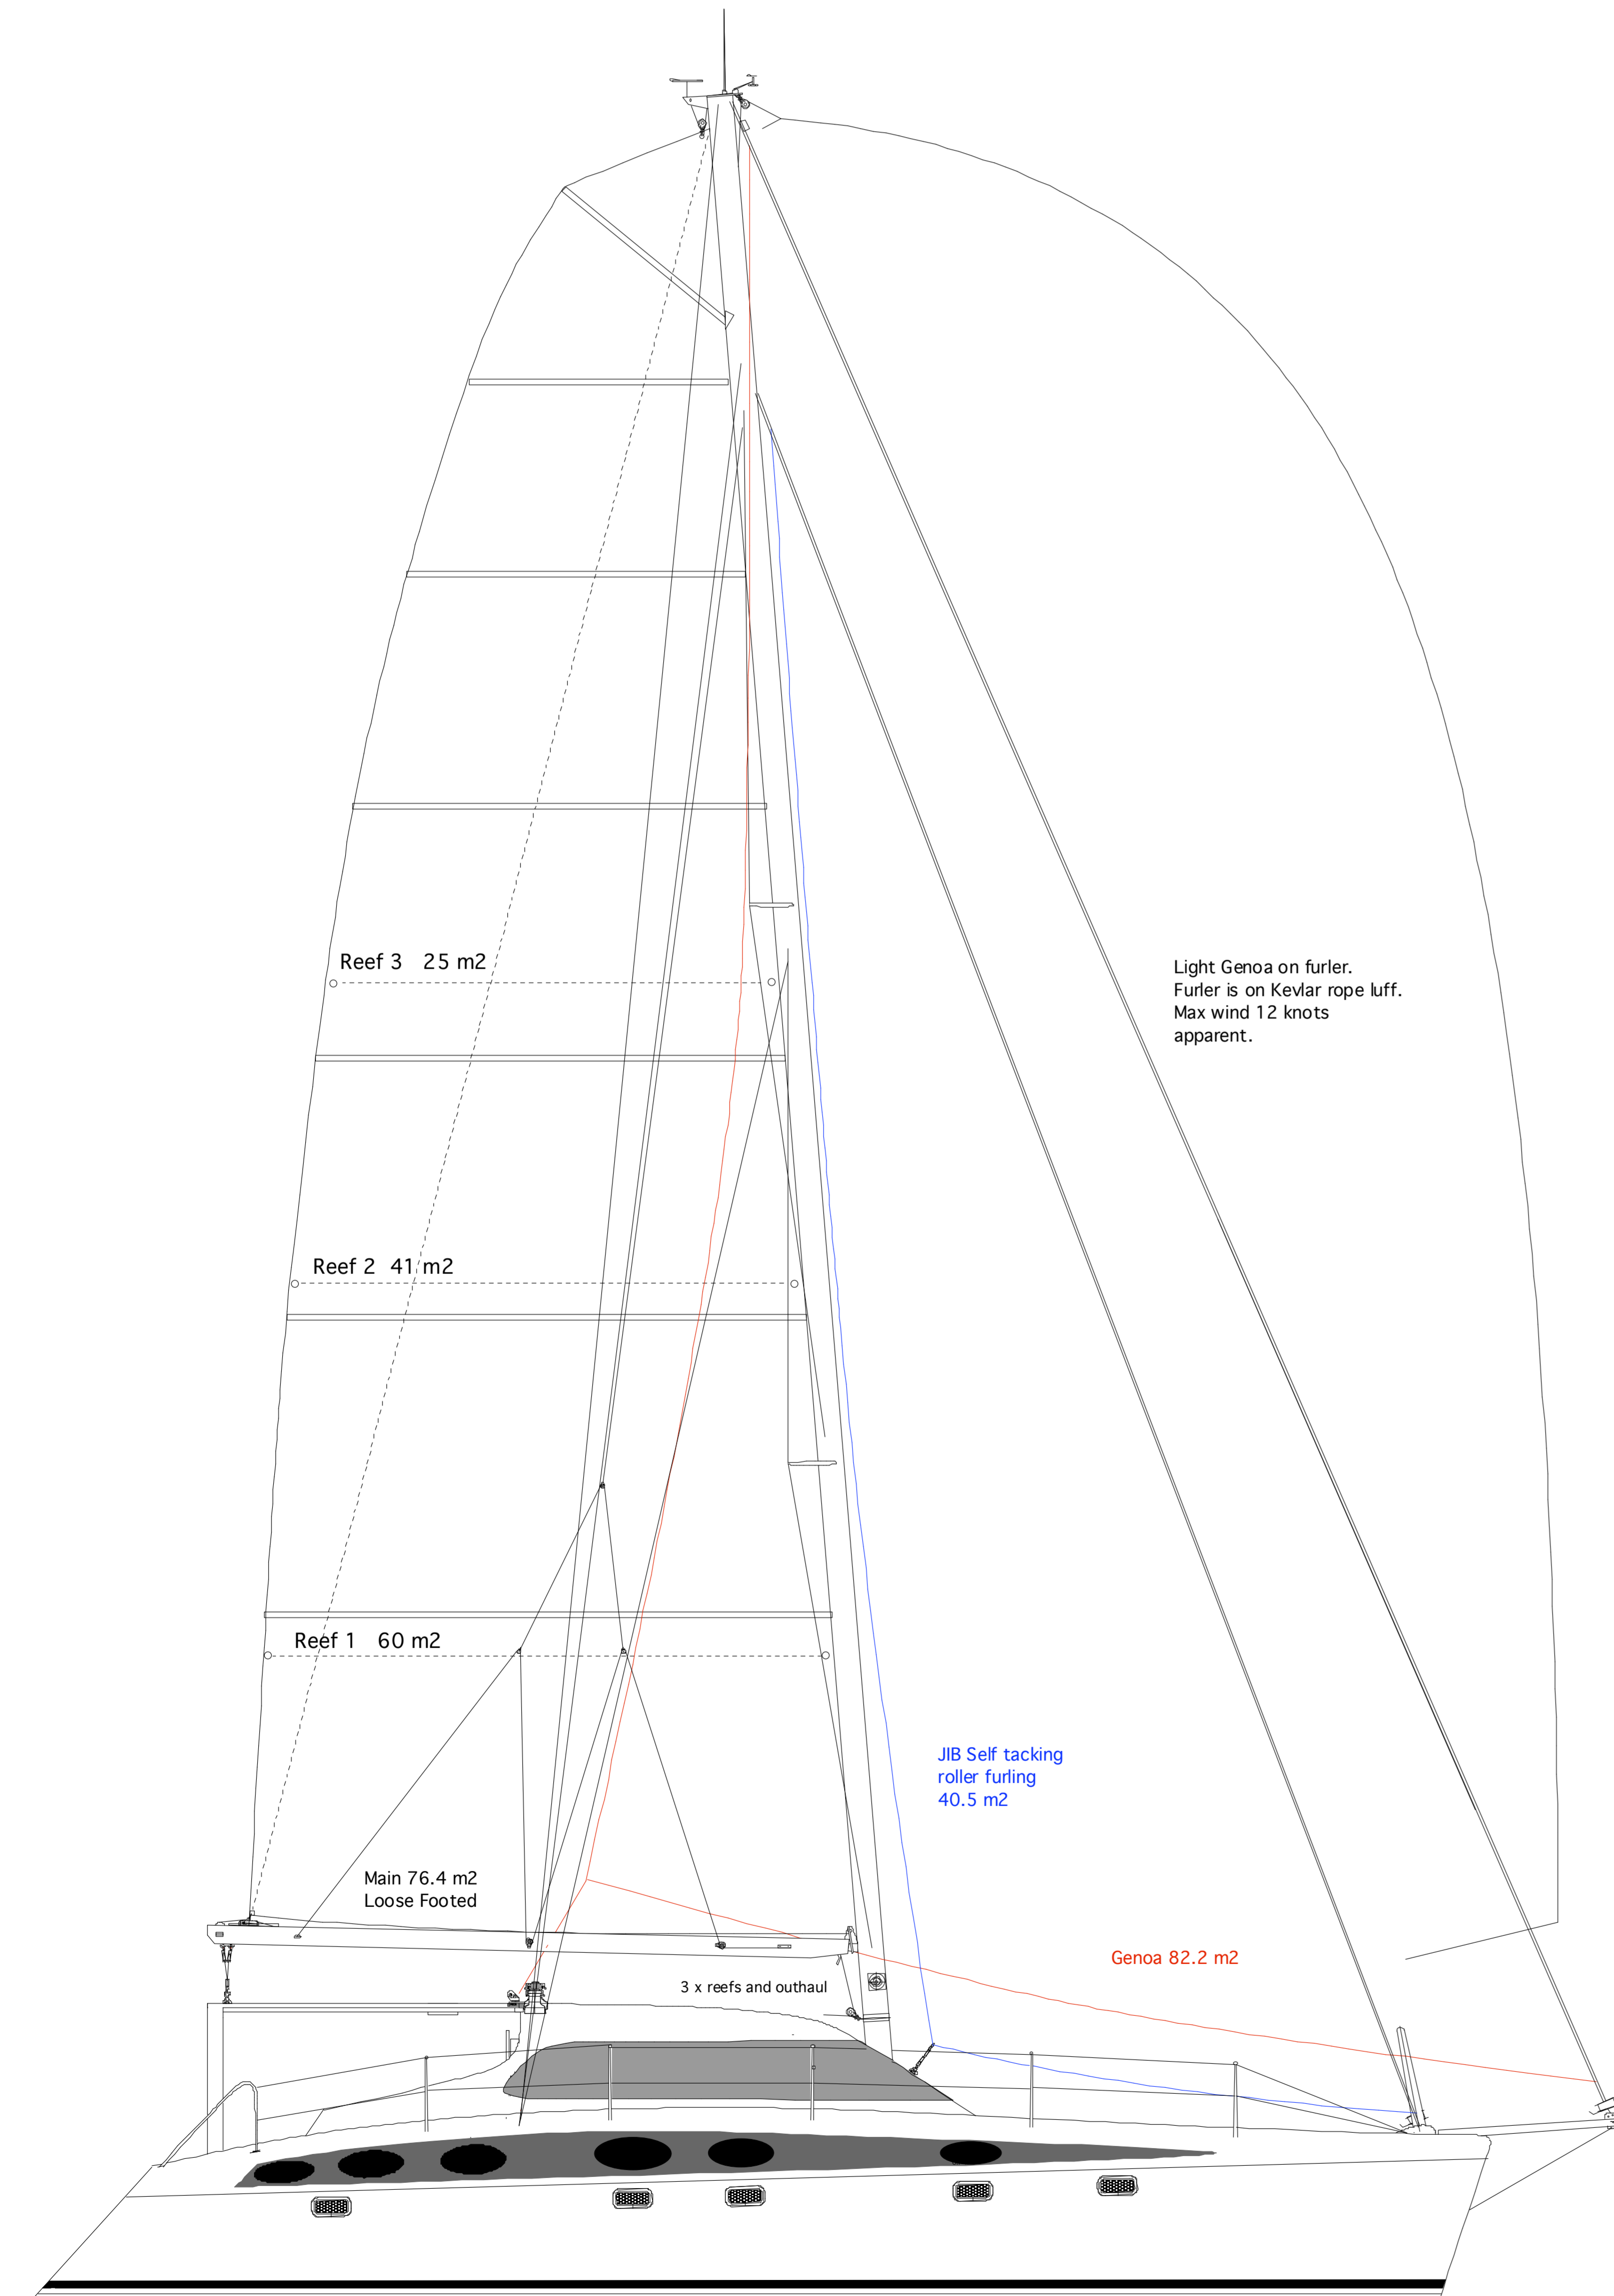 Reef 3 25 m2
Light Genoa on furler.
Furler is on Kevlar rope luff.
Max wind 12 knots
apparent.
Reef 2 41 m2
Reef 1 60 m2
JIB Self tacking
roller furling
40.5 m2
Main 76.4 m2
Loose Footed
Genoa 82.2 m2
3 x reefs and outhaul